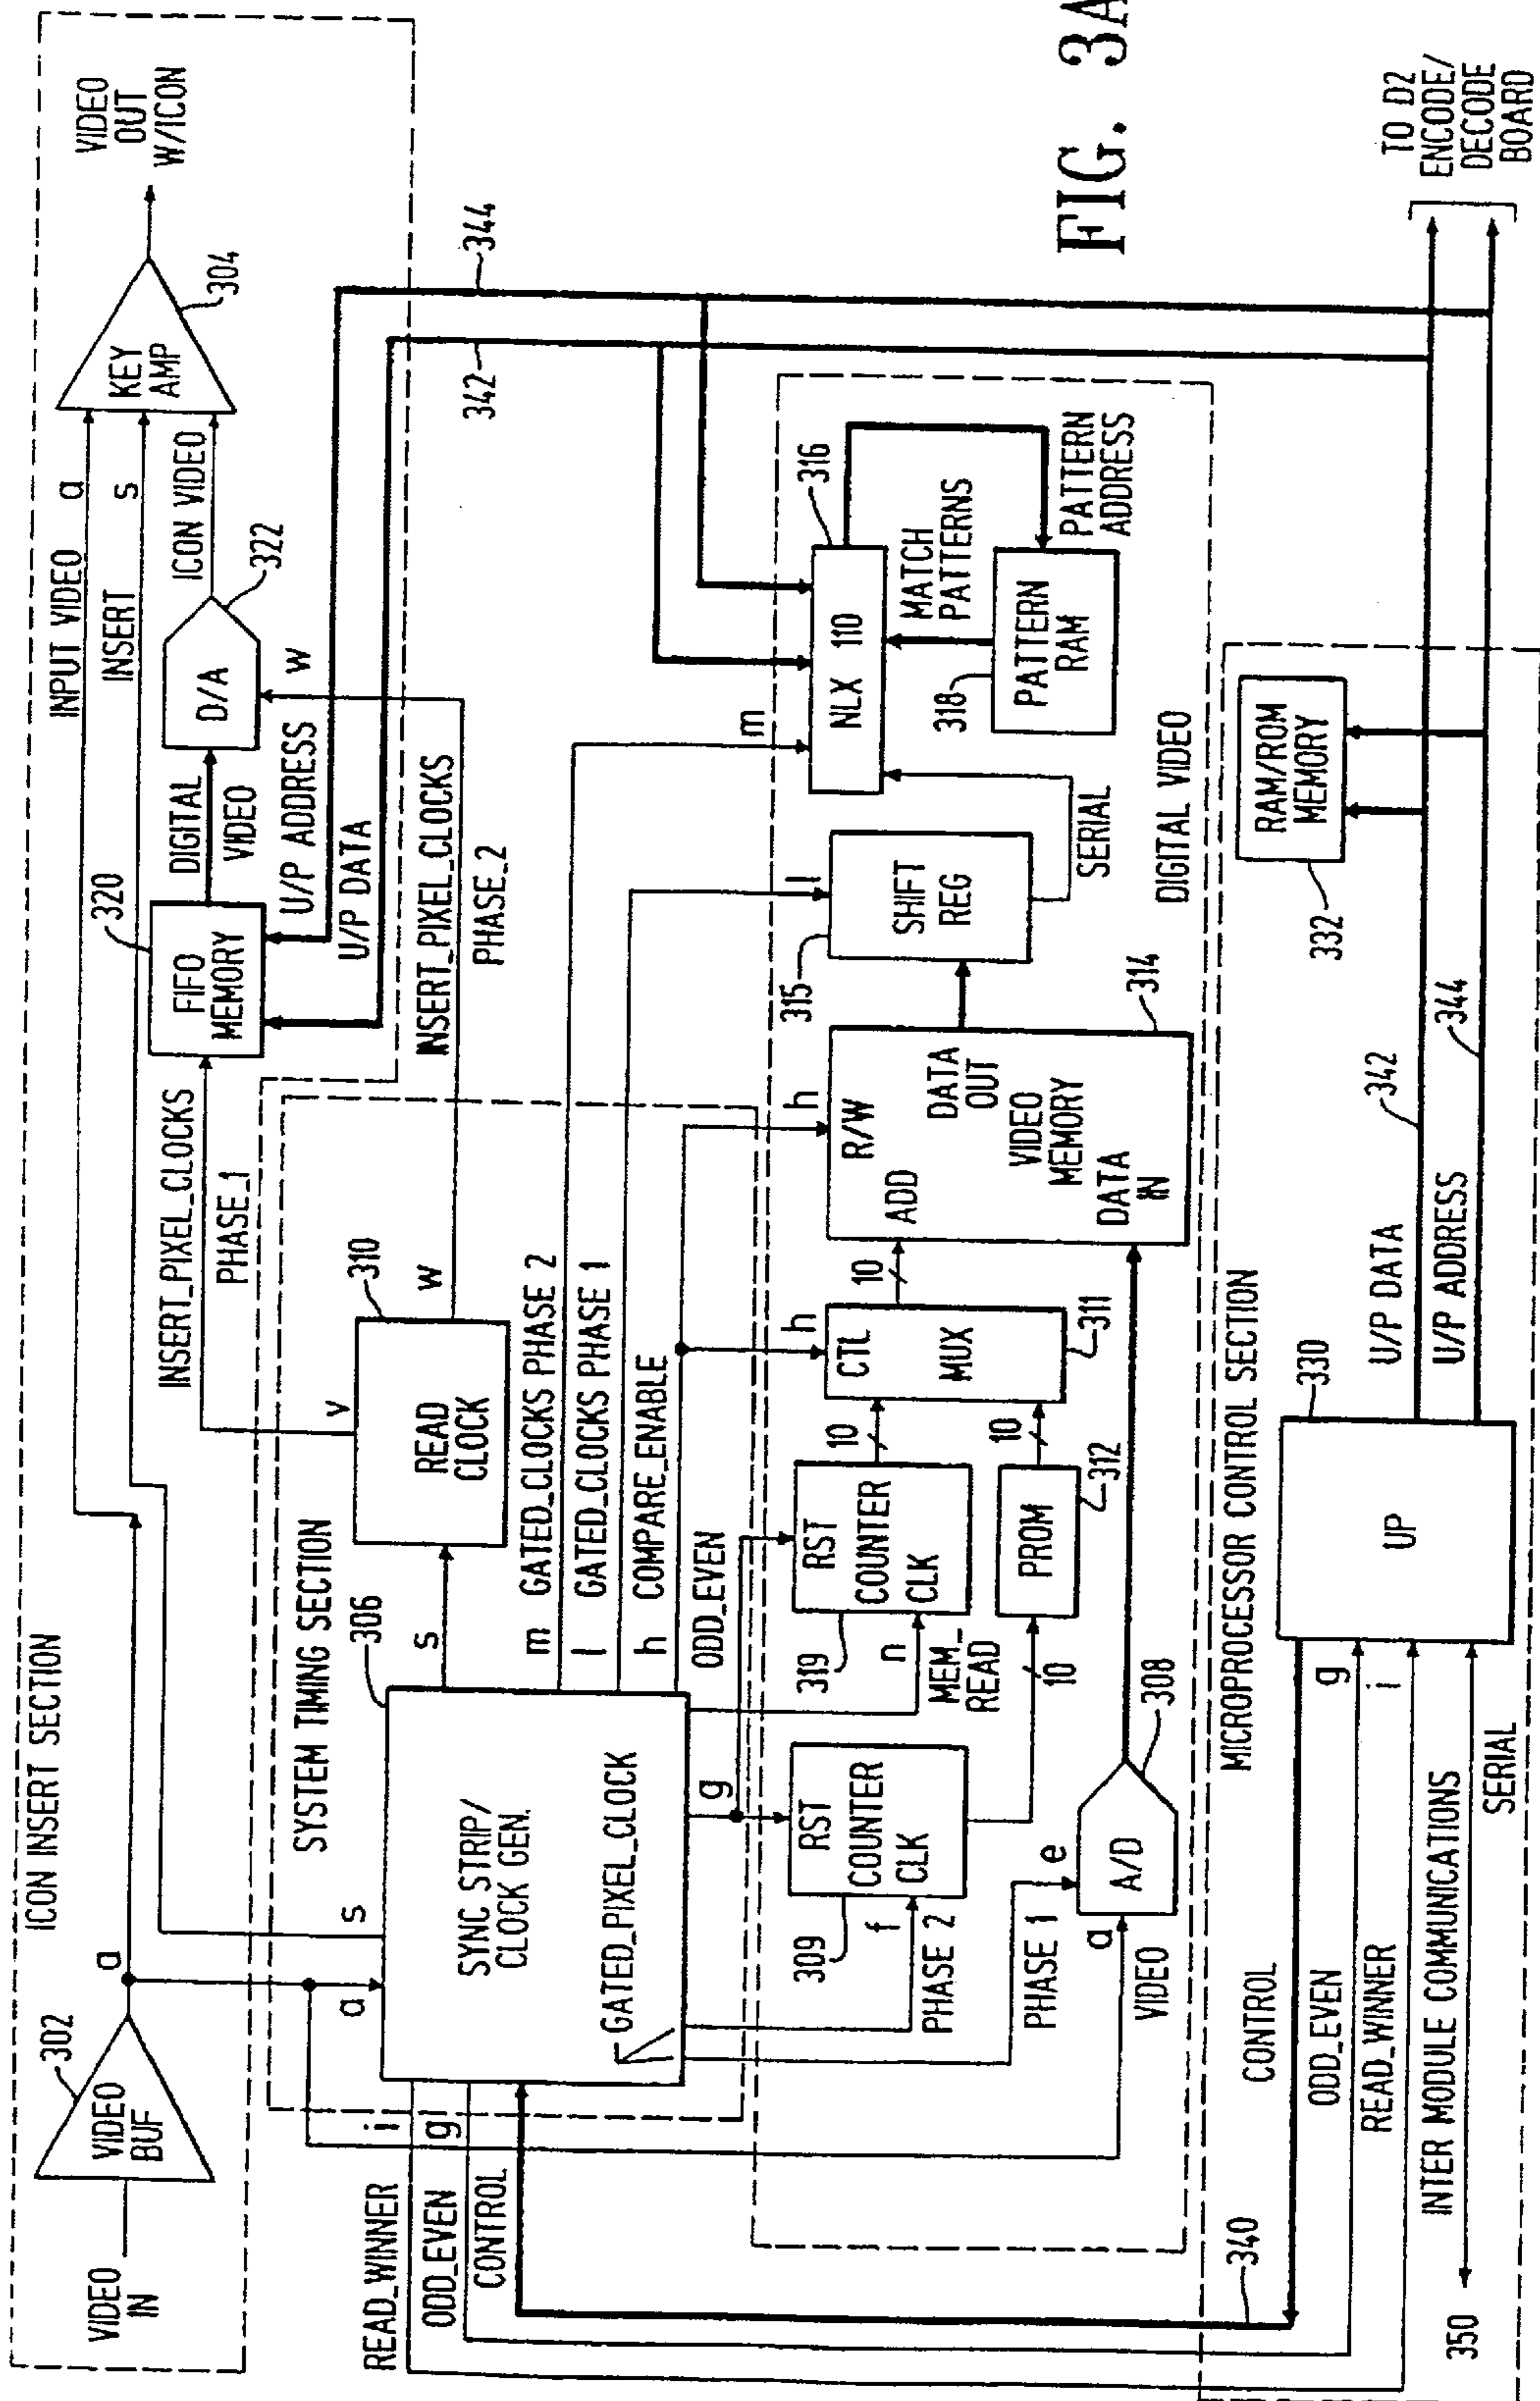 ICON INSERT SECTION
VIDEO
IN
VIDEO
BUF
302
a
INPUT VIDEO
a
INSERT
s
KEY
AMP
304
VIDEO
OUT
W/ICON
ICON VIDEO
D/A
322
w
DIGITAL
VIDEO
FIFO
MEMORY
320
U/P ADDRESS
U/P DATA
INSERT_PIXEL_CLOCKS
PHASE_1
INSERT_PIXEL_CLOCKS
PHASE_2
342
344
SYSTEM TIMING SECTION
a
s
306
SYNC STRIP/
CLOCK GEN.
GATED_PIXEL_CLOCK
s
READ
CLOCK
310
v
w
m GATED_CLOCKS PHASE 2
l GATED_CLOCKS PHASE 1
h COMPARE_ENABLE
ODD_EVEN
g
READ_WINNER
i
ODD_EVEN
g
CONTROL
RST
COUNTER
CLK
309
f
PHASE 2
PHASE 1
e
a
VIDEO
A/D
308
RST
COUNTER
CLK
319
n
MEM_
READ
10
PROM
312
10
10
CTL
MUX
h
311
10
R/W
h
ADD
DATA
OUT
VIDEO
MEMORY
DATA
IN
314
SHIFT
REG
l
315
SERIAL
m
NLX 110
316
MATCH
PATTERNS
PATTERN
RAM
318
PATTERN
ADDRESS
DIGITAL VIDEO
MICROPROCESSOR CONTROL SECTION
CONTROL
340
ODD_EVEN
g
READ_WINNER
i
INTER MODULE COMMUNICATIONS
SERIAL
350
UP
330
U/P DATA
342
U/P ADDRESS
344
RAM/ROM
MEMORY
332
TO D2
ENCODE/
DECODE
BOARD
FIG. 3A